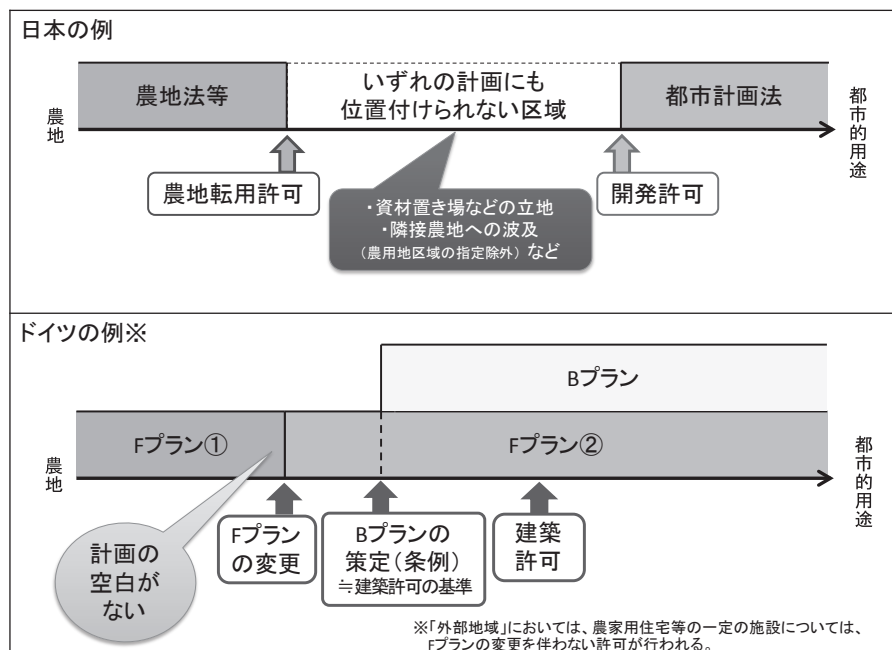 日本の例
農地法等
いずれの計画にも
位置付けられない区域
都市計画法
農地
都市的用途
農地転用許可
・資材置き場などの立地
・隣接農地への波及
(農用地区域の指定除外) など
開発許可
ドイツの例※
Bプラン
Fプラン①
Fプラン②
農地
都市的用途
計画の
空白が
ない
Fプラン
の変更
Bプランの
策定(条例)
≒建築許可の基準
建築
許可
※「外部地域」においては、農家用住宅等の一定の施設については、
Fプランの変更を伴わない許可が行われる。